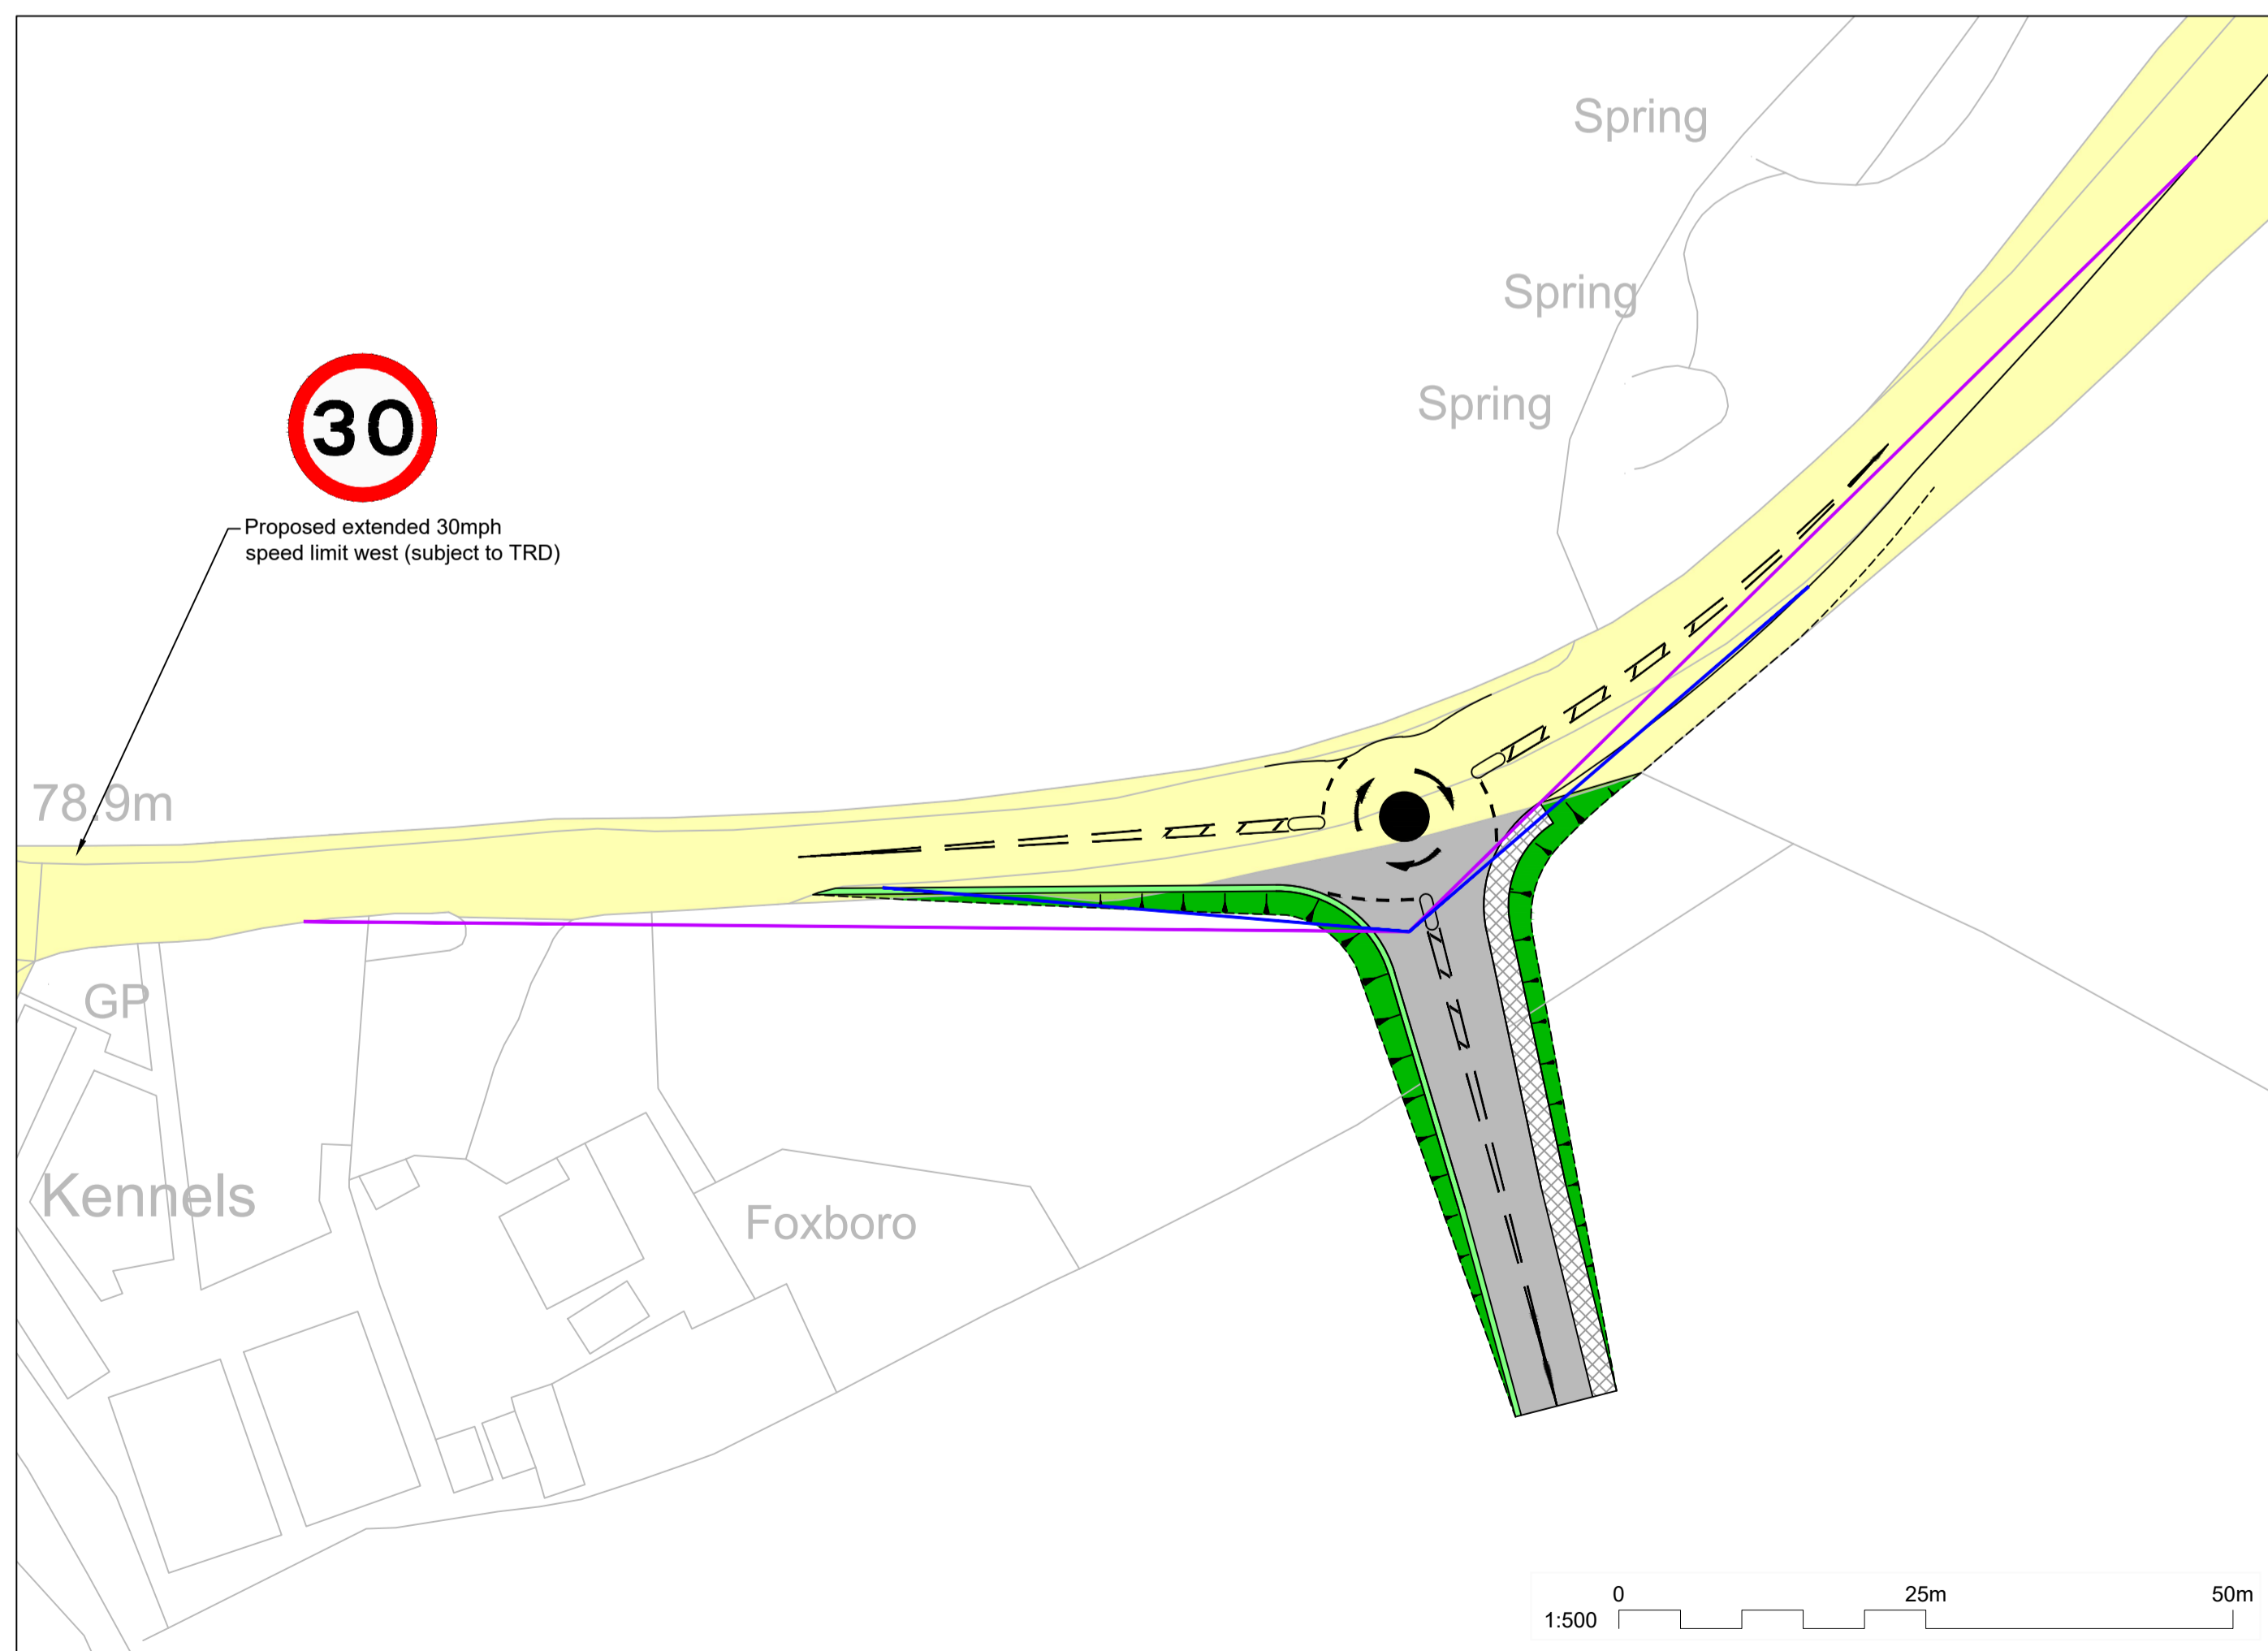 Spring
Spring
30
Spring
Proposed extended 30mph
speed limit west (subject to TRD)
78.9m
GP
Kennels
Foxboro
0 25m 50m
1:500